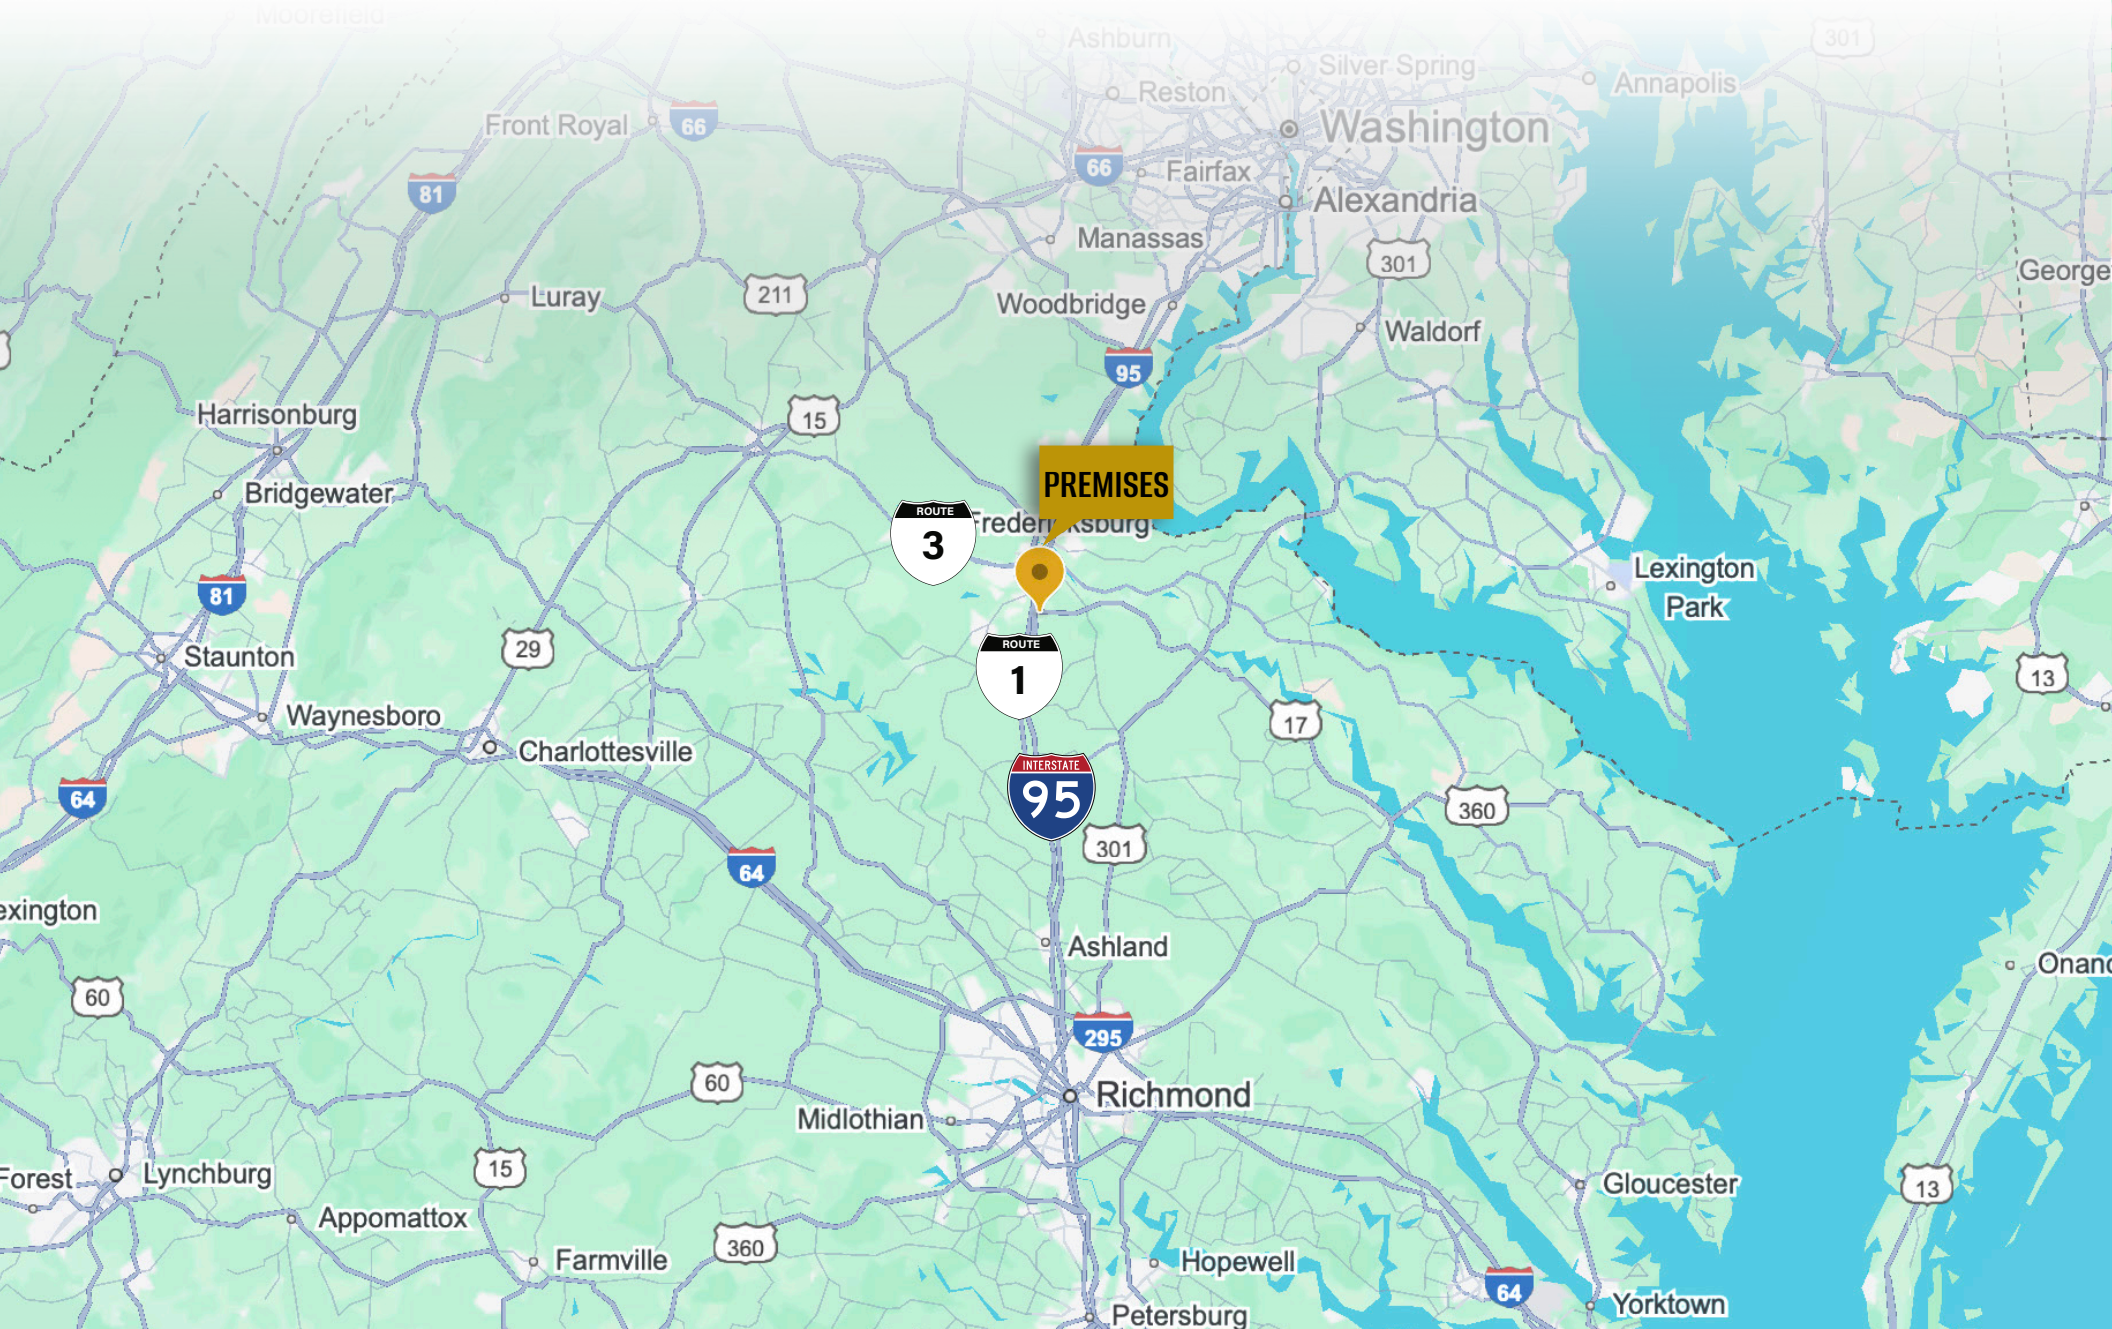 Moorefield
Ashburn
301
Silver Spring
Annapolis
Reston
Front Royal
66
Washington
66
Fairfax
81
Alexandria
Manassas
301
George
Luray
211
Woodbridge
Waldorf
95
15
Harrisonburg
PREMISES
Bridgewater
ROUTE
3
Fredericksburg
81
Lexington
Park
29
ROUTE
1
Staunton
13
Waynesboro
17
Charlottesville
INTERSTATE
95
64
360
301
64
exington
Ashland
Onanc
60
295
60
Richmond
Midlothian
15
Forest
Lynchburg
Gloucester
13
Appomattox
360
Farmville
Hopewell
64
Yorktown
Petersburg